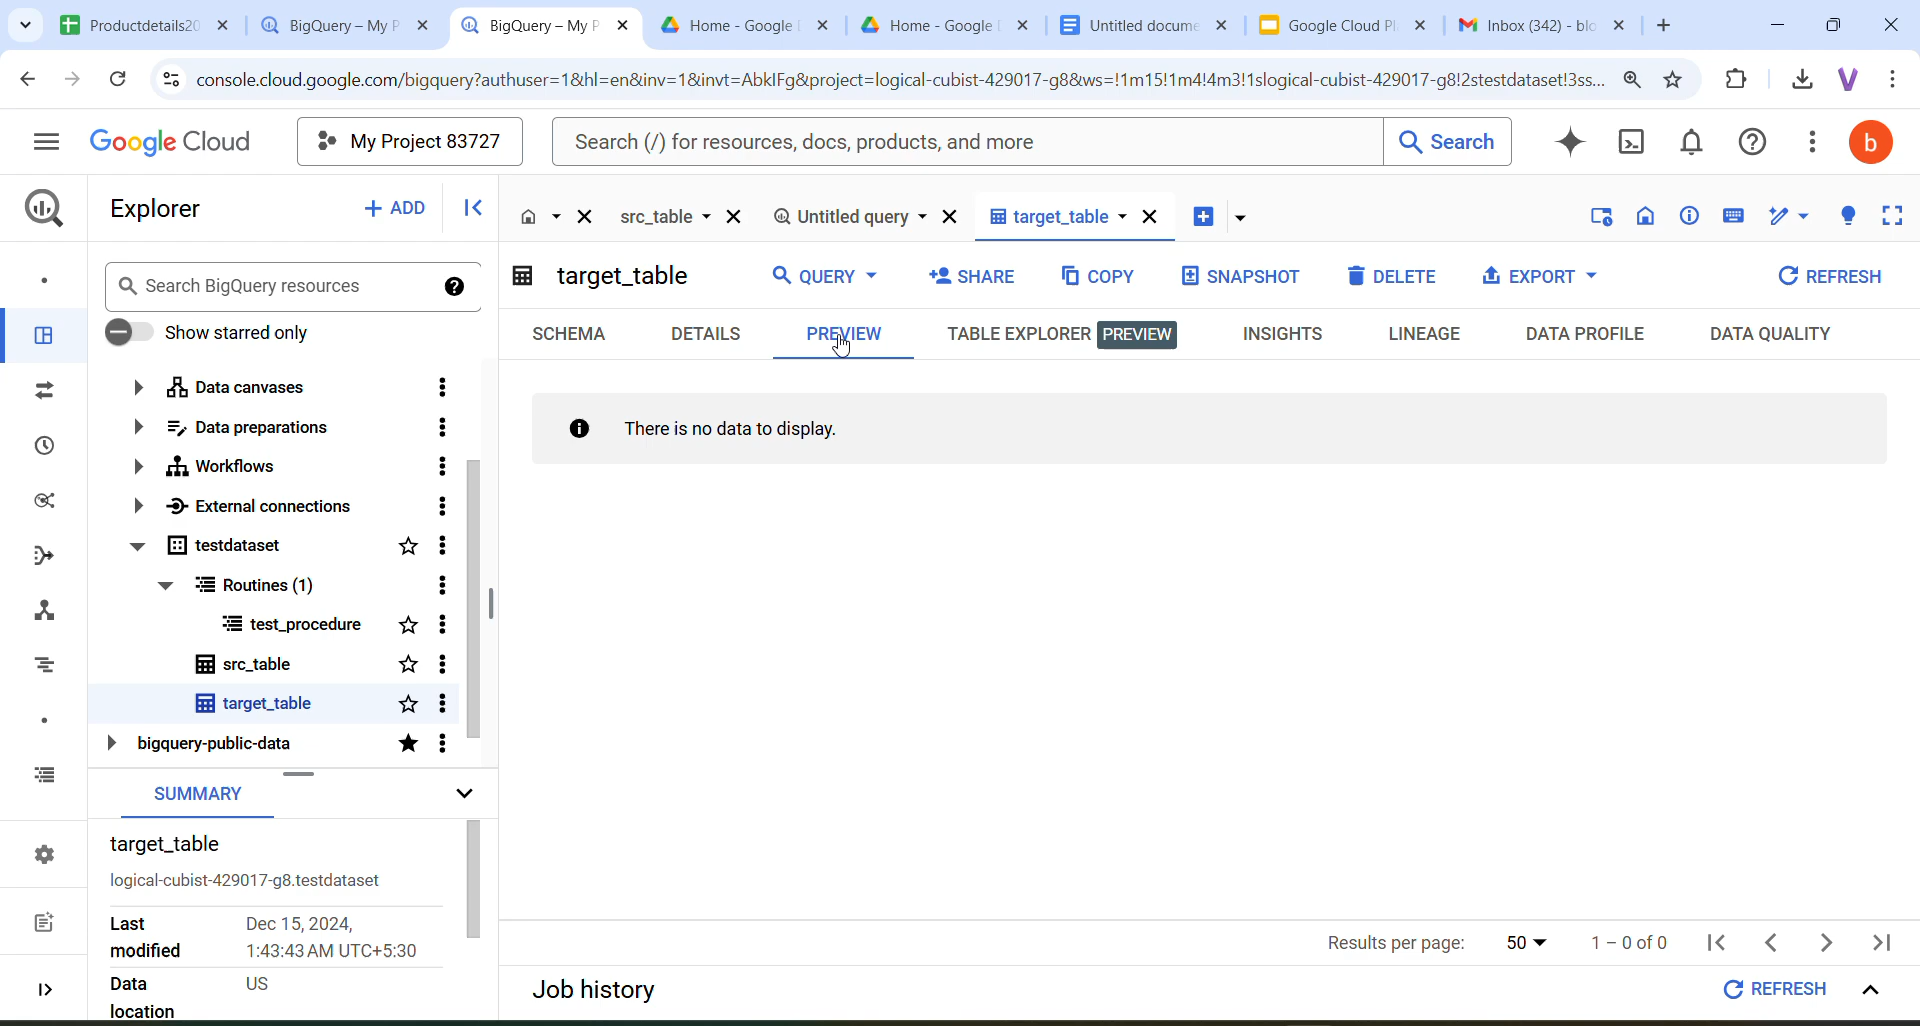 Productdetails20
BigQuery – My P
BigQuery – My P
Home - Google
Home - Google
Untitled docume
Google Cloud Pl
Inbox (342) - blo
console.cloud.google.com/bigquery?authuser=1&hl=en&inv=1&invt=AbklFg&project=logical-cubist-429017-g8&ws=!1m15!1m4!4m3!1slogical-cubist-429017-g8!2stestdataset!3ss...
V
Google Cloud
My Project 83727
Search (/) for resources, docs, products, and more
Search
b
Explorer
+ ADD
src_table
Untitled query
target_table
Search BigQuery resources
target_table
QUERY
SHARE
COPY
SNAPSHOT
DELETE
EXPORT
REFRESH
Show starred only
SCHEMA
DETAILS
PREVIEW
TABLE EXPLORER PREVIEW
INSIGHTS
LINEAGE
DATA PROFILE
DATA QUALITY
Data canvases
Data preparations
Workflows
External connections
testdataset
Routines (1)
test_procedure
src_table
target_table
bigquery-public-data
There is no data to display.
SUMMARY
target_table
logical-cubist-429017-g8.testdataset
Last modified
Dec 15, 2024, 1:43:43 AM UTC+5:30
Data location
US
Results per page:
50
1 – 0 of 0
Job history
REFRESH